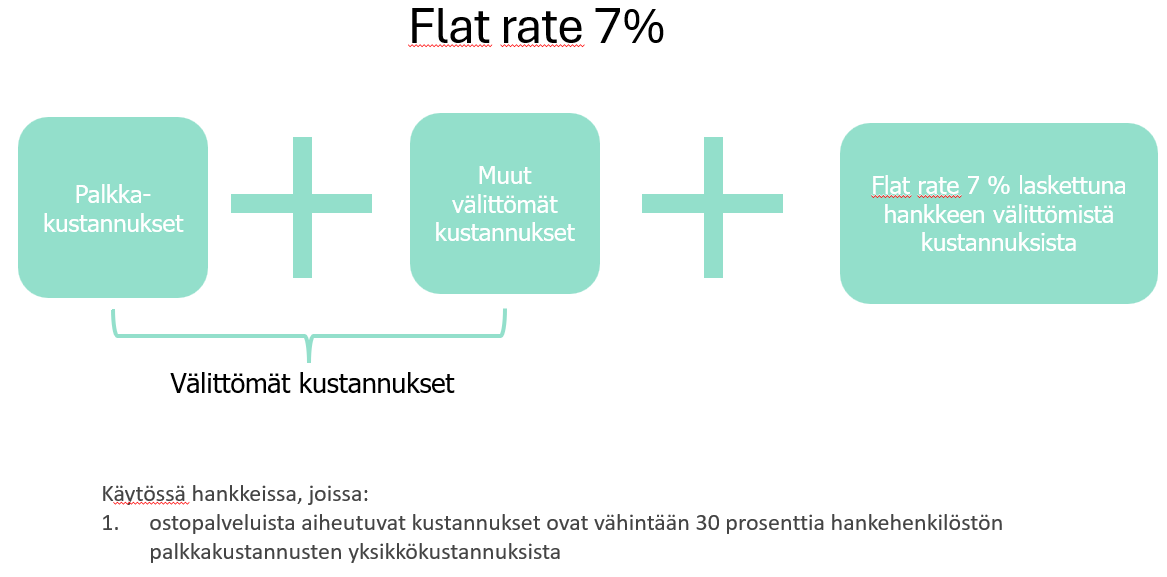 Flat rate 7%
Palkka-
kustannukset
Muut
välittömät
kustannukset
Flat rate 7 % laskettuna
hankkeen välittömistä
kustannuksista
Välittömät kustannukset
Käytössä hankkeissa, joissa:
1. ostopalveluista aiheutuvat kustannukset ovat vähintään 30 prosenttia hankehenkilöstön
palkkakustannusten yksikkökustannuksista